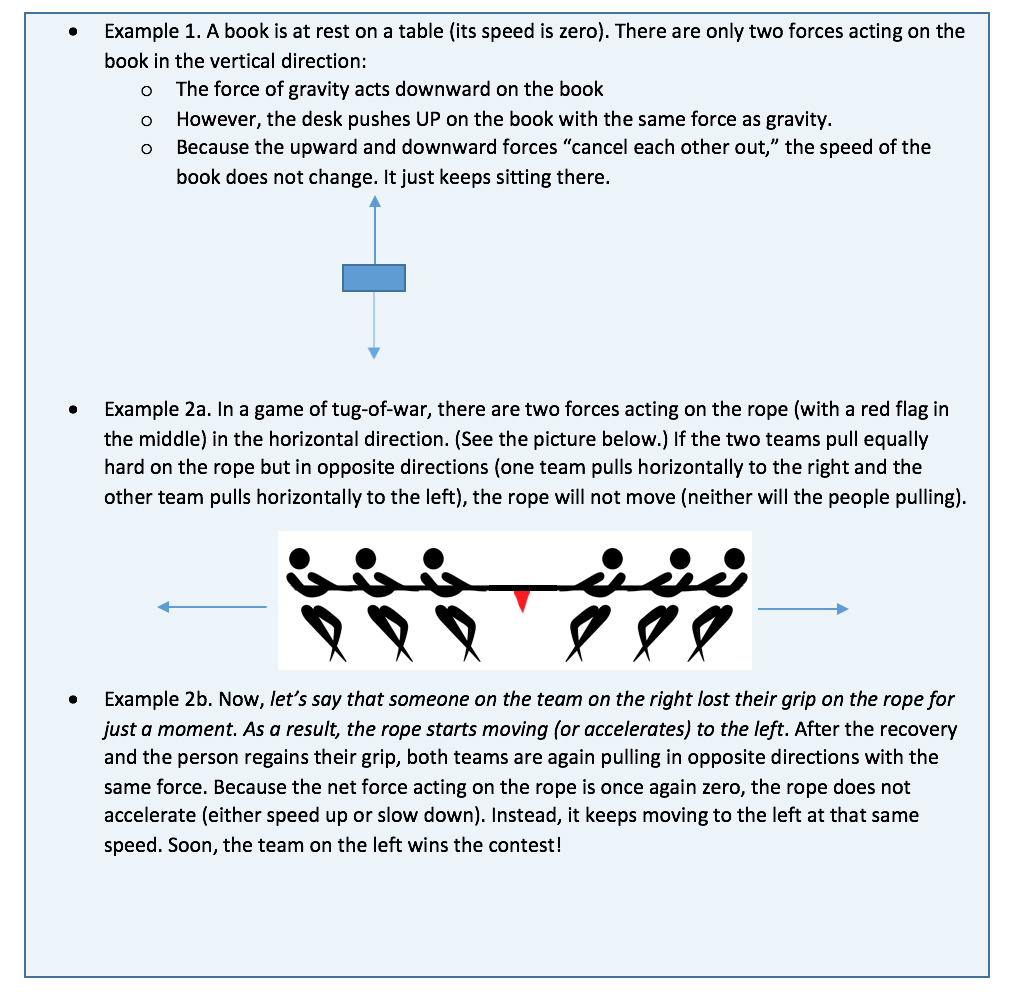 • Example 1. A book is at rest on a table (its speed is zero). There are only two forces acting on the
book in the vertical direction:
o The force of gravity acts downward on the book
o However, the desk pushes UP on the book with the same force as gravity.
o Because the upward and downward forces “cancel each other out,” the speed of the
book does not change. It just keeps sitting there.
• Example 2a. In a game of tug-of-war, there are two forces acting on the rope (with a red flag in
the middle) in the horizontal direction. (See the picture below.) If the two teams pull equally
hard on the rope but in opposite directions (one team pulls horizontally to the right and the
other team pulls horizontally to the left), the rope will not move (neither will the people pulling).
• Example 2b. Now, let’s say that someone on the team on the right lost their grip on the rope for
just a moment. As a result, the rope starts moving (or accelerates) to the left. After the recovery
and the person regains their grip, both teams are again pulling in opposite directions with the
same force. Because the net force acting on the rope is once again zero, the rope does not
accelerate (either speed up or slow down). Instead, it keeps moving to the left at that same
speed. Soon, the team on the left wins the contest!